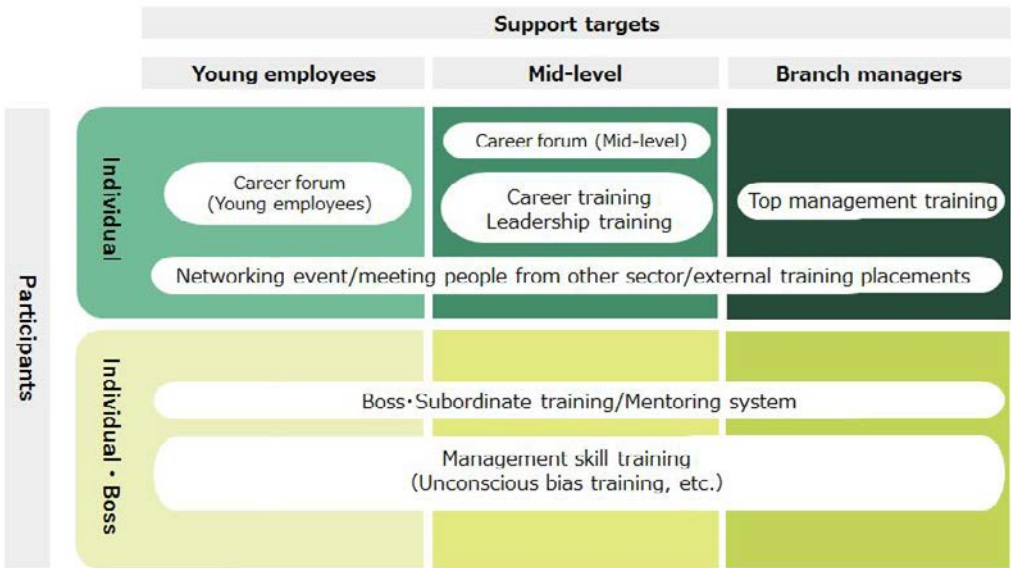 Support targets
Young employees
Mid-level
Branch managers
Participants
Individual
Career forum
(Young employees)
Career forum (Mid-level)
Career training
Leadership training
Top management training
Networking event/meeting people from other sector/external training placements
Individual・Boss
Boss・Subordinate training/Mentoring system
Management skill training
(Unconscious bias training, etc.)